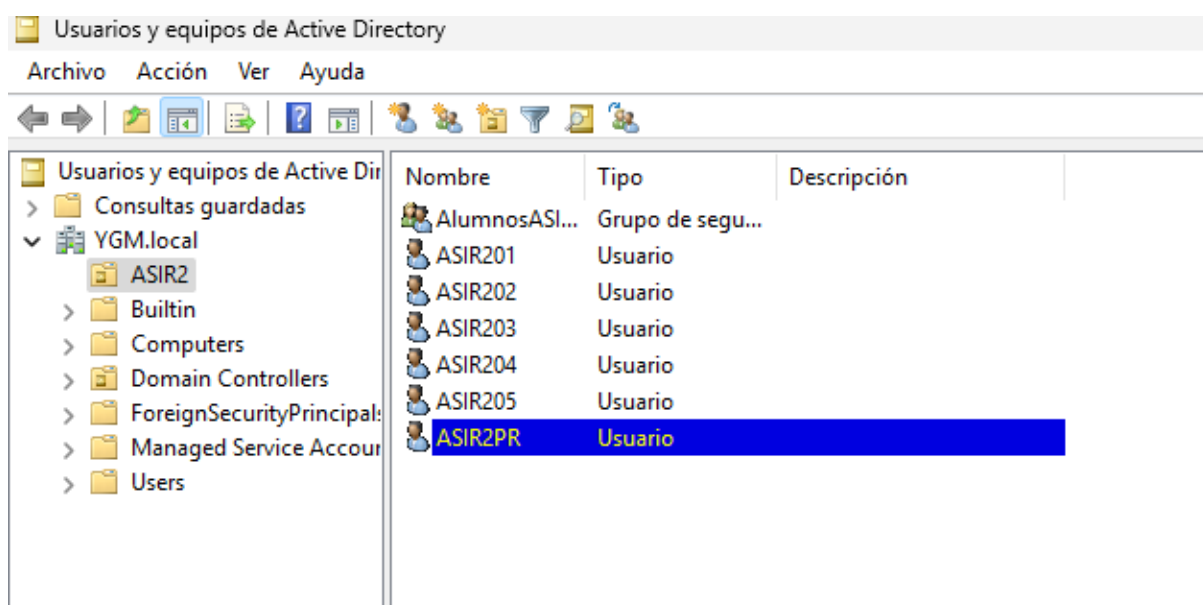 Usuarios y equipos de Active Directory
Archivo Acción Ver Ayuda
Usuarios y equipos de Active Dir
Consultas guardadas
YGM.local
ASIR2
Builtin
Computers
Domain Controllers
ForeignSecurityPrincipals
Managed Service Accour
Users
Nombre Tipo Descripción
AlumnosASI... Grupo de segu...
ASIR201 Usuario
ASIR202 Usuario
ASIR203 Usuario
ASIR204 Usuario
ASIR205 Usuario
ASIR2PR Usuario